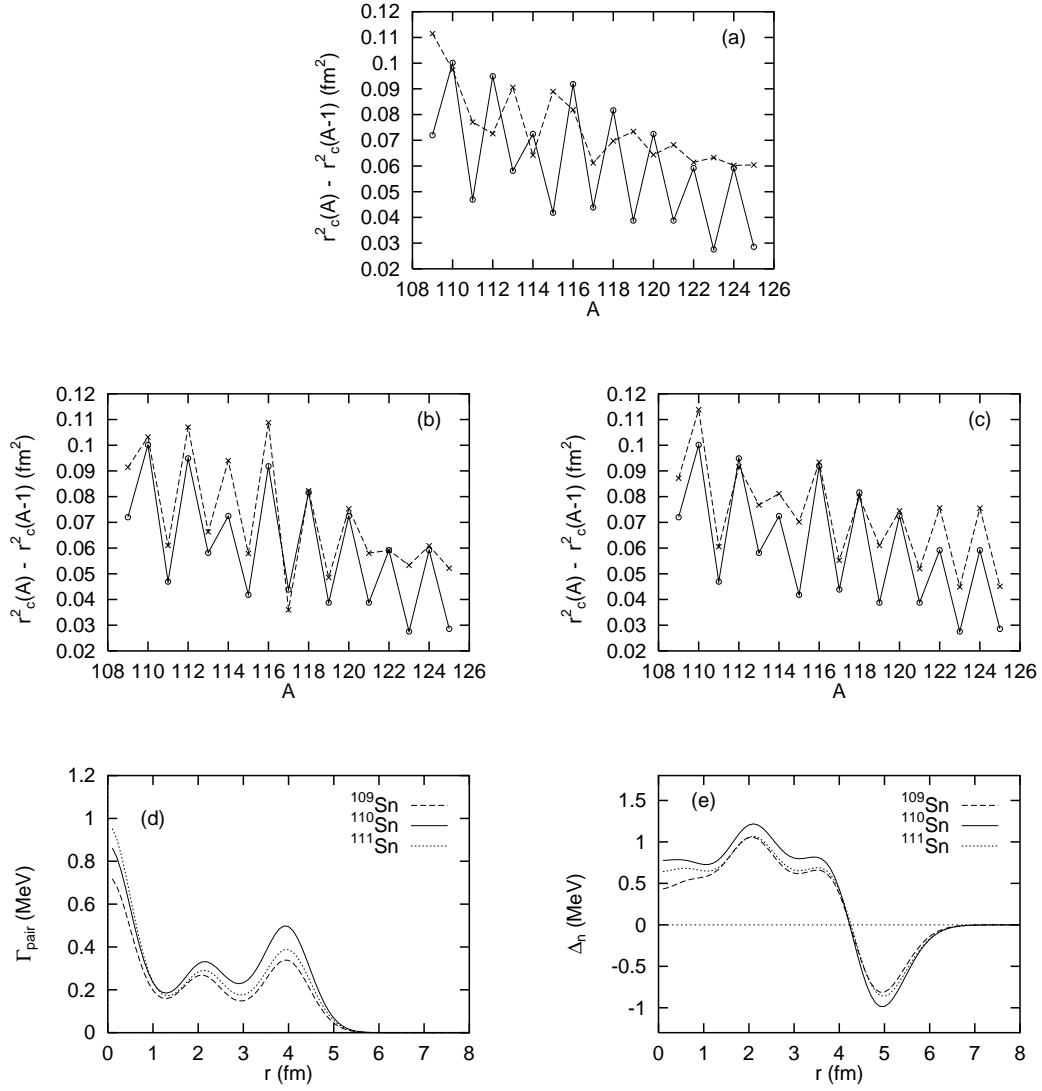 0.12
0.11
0.1
0.09
0.08
0.07
0.06
0.05
0.04
0.03
0.02
r²c(A) - r²c(A-1) (fm²)
(a)
108 110 112 114 116 118 120 122 124 126
A
0.12
0.11
0.1
0.09
0.08
0.07
0.06
0.05
0.04
0.03
0.02
r²c(A) - r²c(A-1) (fm²)
(b)
108 110 112 114 116 118 120 122 124 126
A
0.12
0.11
0.1
0.09
0.08
0.07
0.06
0.05
0.04
0.03
0.02
r²c(A) - r²c(A-1) (fm²)
(c)
108 110 112 114 116 118 120 122 124 126
A
1.2
1
0.8
0.6
0.4
0.2
0
Γpair (MeV)
(d)
¹⁰⁹Sn
¹¹⁰Sn
¹¹¹Sn
0 1 2 3 4 5 6 7 8
r (fm)
1.5
1
0.5
0
-0.5
-1
Δn (MeV)
(e)
¹⁰⁹Sn
¹¹⁰Sn
¹¹¹Sn
0 1 2 3 4 5 6 7 8
r (fm)